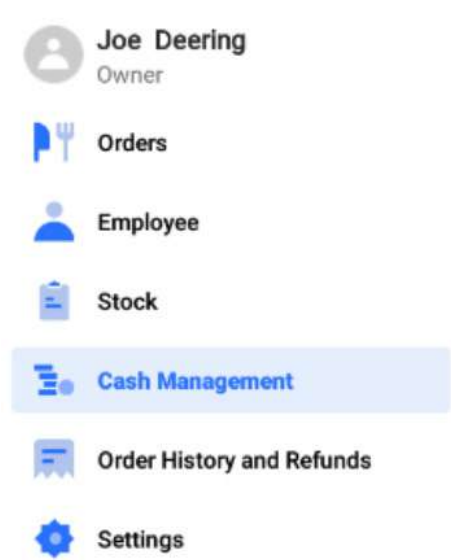 Joe Deering
Owner
Orders
Employee
Stock
Cash Management
Order History and Refunds
Settings